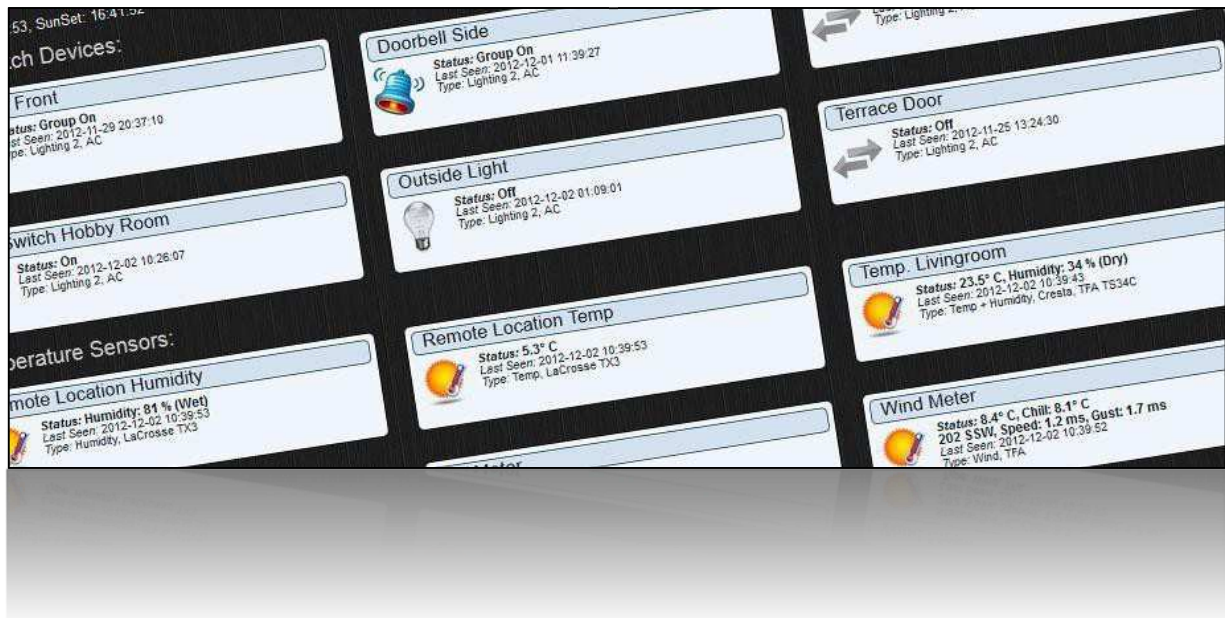 SunSet: 16:41:52
Devices:
Front
Status: Group On
Last Seen: 2012-11-29 20:37:10
Type: Lighting 2, AC
Switch Hobby Room
Status: On
Last Seen: 2012-12-02 10:26:07
Type: Lighting 2, AC
Doorbell Side
Status: Group On
Last Seen: 2012-12-01 11:39:27
Type: Lighting 2, AC
Outside Light
Status: Off
Last Seen: 2012-12-02 01:09:01
Type: Lighting 2, AC
Type: Lighting 2,
Terrace Door
Status: Off
Last Seen: 2012-11-25 13:24:30
Type: Lighting 2, AC
perature Sensors:
mote Location Humidity
Status: Humidity: 81 % (Wet)
Last Seen: 2012-12-02 10:39:53
Type: Humidity, LaCrosse TX3
Remote Location Temp
Status: 5.3° C
Last Seen: 2012-12-02 10:39:53
Type: Temp, LaCrosse TX3
Temp. Livingroom
Status: 23.5° C, Humidity: 34 % (Dry)
Last Seen: 2012-12-02 10:39:43
Type: Temp + Humidity, Cresta, TFA TS34C
Wind Meter
Status: 8.4° C, Chill: 8.1° C
202 SSW, Speed: 1.2 ms, Gust: 1.7 ms
Last Seen: 2012-12-02 10:39:52
Type: Wind, TFA
Meter